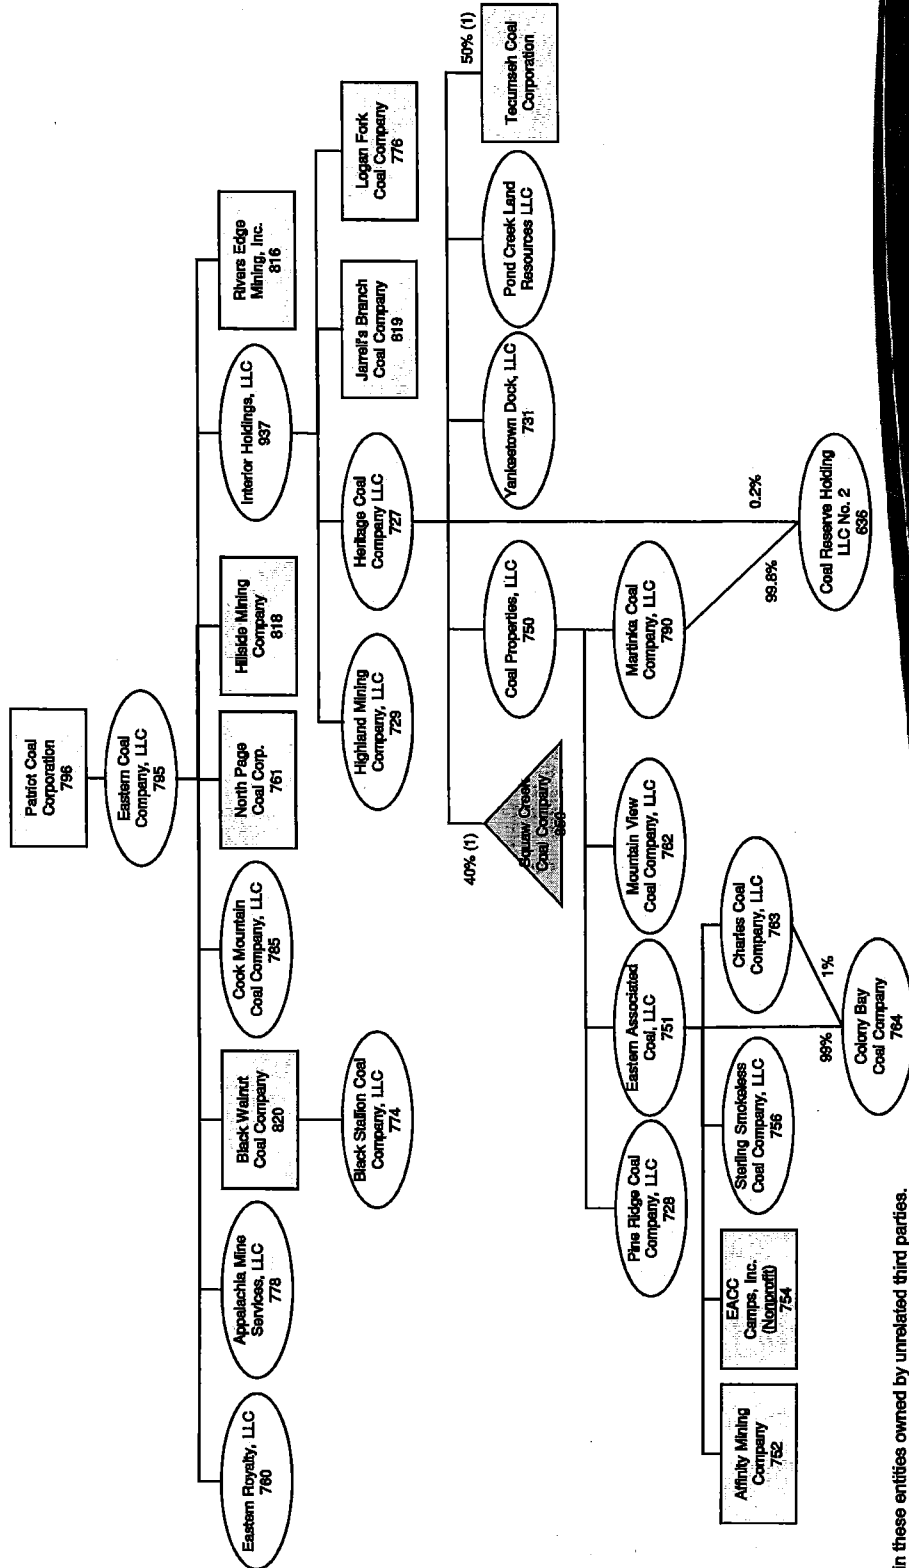 Patriot Coal
Corporation
796
Eastern Coal
Company, LLC
795
Eastern Royalty, LLC
760
Appalachia Mine
Services, LLC
778
Black Walnut
Coal Company
820
Cook Mountain
Coal Company, LLC
785
North Page
Coal Corp.
761
Hillside Mining
Company
818
Interior Holdings, LLC
937
Rivers Edge
Mining, Inc.
816
Black Stallion Coal
Company, LLC
774
Highland Mining
Company, LLC
729
Heritage Coal
Company LLC
727
Jarrell's Branch
Coal Company
819
Logan Fork
Coal Company
776
40% (1)
50% (1)
Squaw Creek
Coal Company
Coal Properties, LLC
750
Yankeetown Dock, LLC
731
Pond Creek Land
Resources LLC
Tecumseh Coal
Corporation
Pine Ridge Coal
Company, LLC
728
Eastern Associated
Coal, LLC
751
Mountain View
Coal Company, LLC
762
Martinka Coal
Company, LLC
790
99.8%
0.2%
Affinity Mining
Company
752
EACC
Camps, Inc.
(Nonprofit)
754
Sterling Smokeless
Coal Company, LLC
756
Charles Coal
Company, LLC
763
Coal Reserve Holding
LLC No. 2
636
99%
1%
Colony Bay
Coal Company
764
in these entities owned by unrelated third parties.